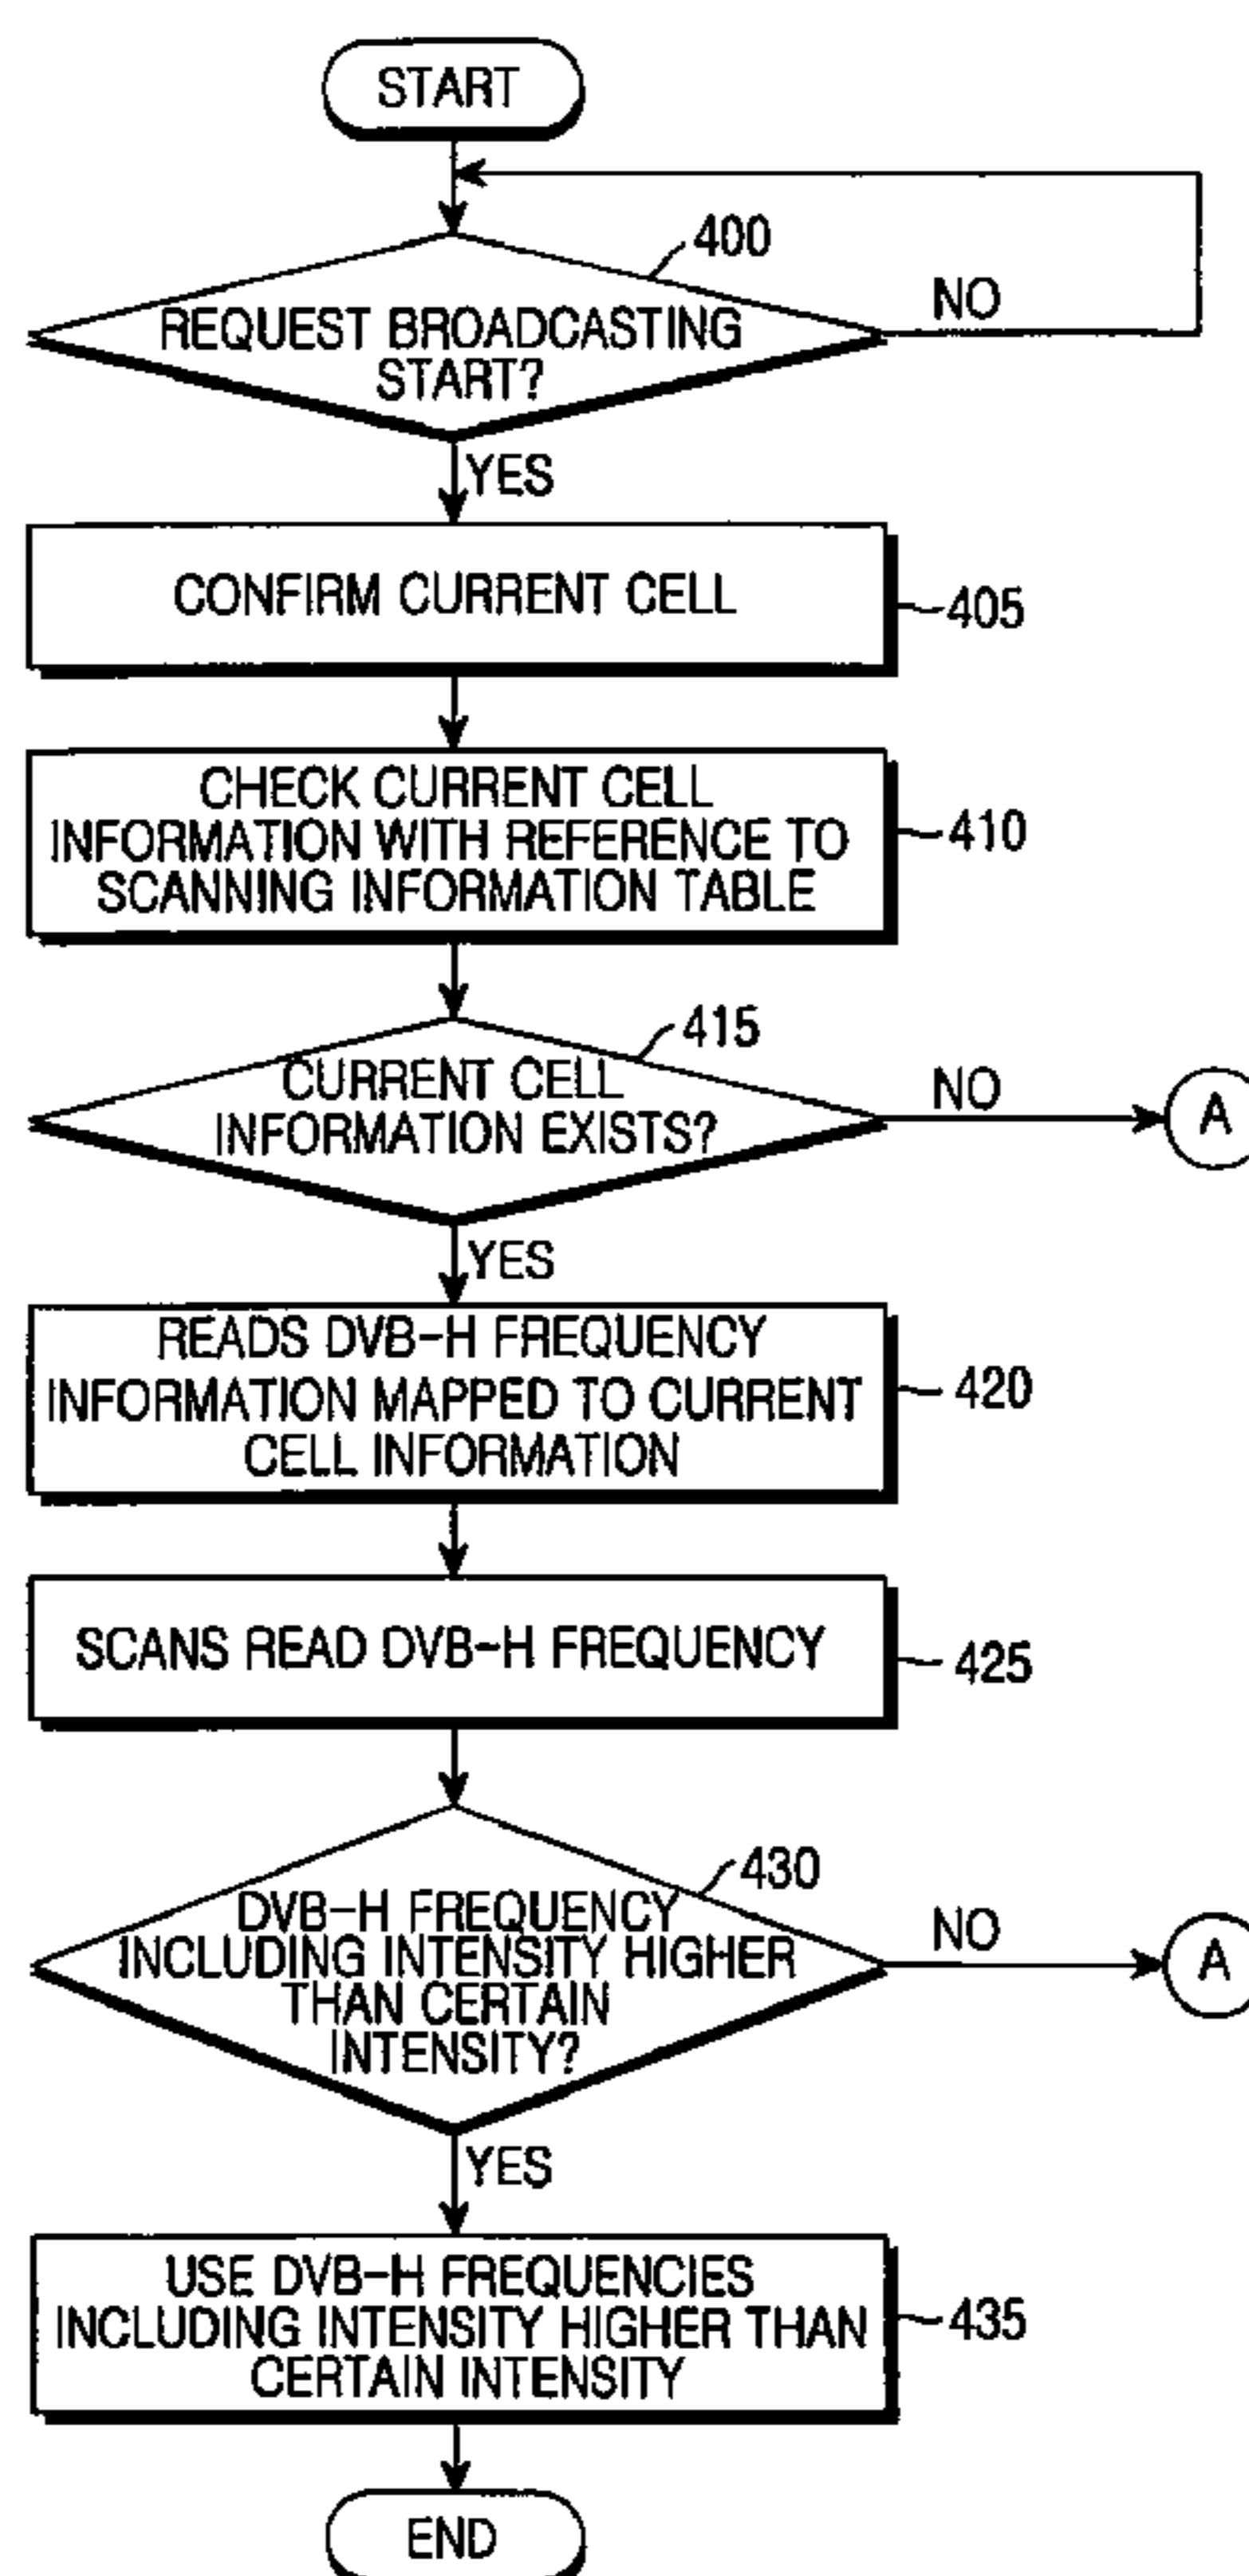 START
400
REQUEST BROADCASTING
START?
NO
YES
CONFIRM CURRENT CELL
405
CHECK CURRENT CELL
INFORMATION WITH REFERENCE TO
SCANNING INFORMATION TABLE
410
415
CURRENT CELL
INFORMATION EXISTS?
NO
A
YES
READS DVB-H FREQUENCY
INFORMATION MAPPED TO CURRENT
CELL INFORMATION
420
SCANS READ DVB-H FREQUENCY
425
430
DVB-H FREQUENCY
INCLUDING INTENSITY HIGHER
THAN CERTAIN
INTENSITY?
NO
A
YES
USE DVB-H FREQUENCIES
INCLUDING INTENSITY HIGHER THAN
CERTAIN INTENSITY
435
END